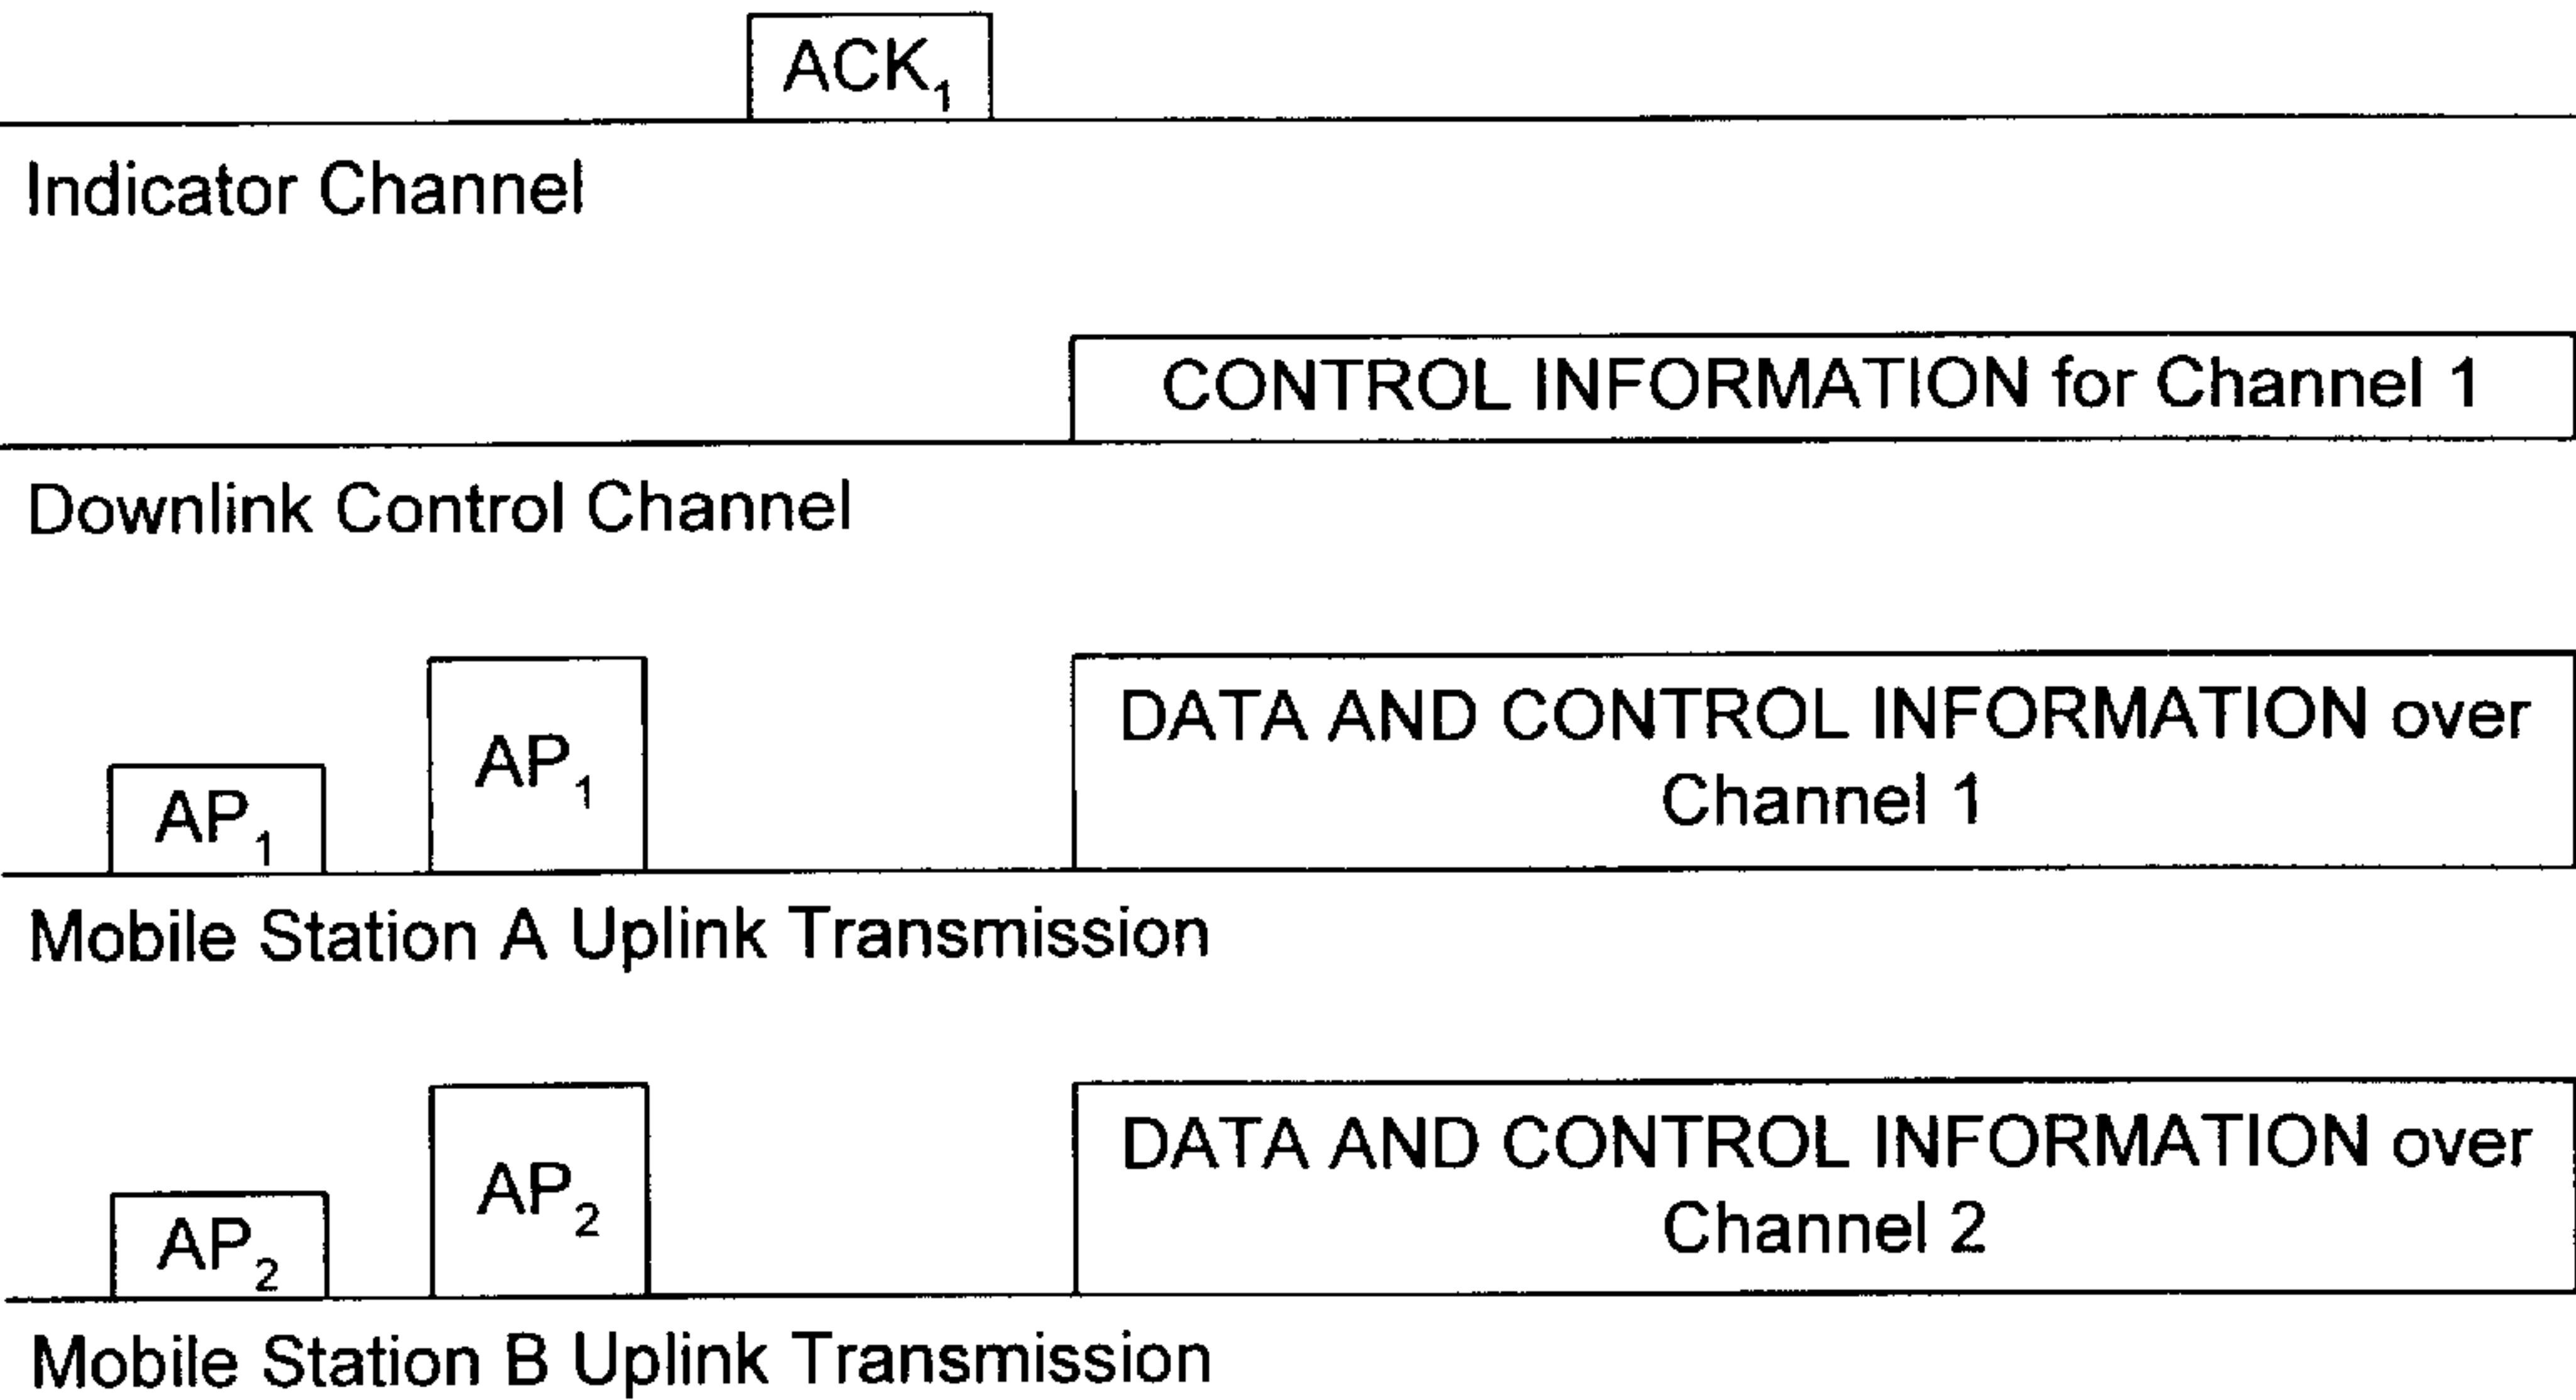 ACK₁
Indicator Channel
CONTROL INFORMATION for Channel 1
Downlink Control Channel
AP₁
AP₁
DATA AND CONTROL INFORMATION over
Channel 1
Mobile Station A Uplink Transmission
AP₂
AP₂
DATA AND CONTROL INFORMATION over
Channel 2
Mobile Station B Uplink Transmission